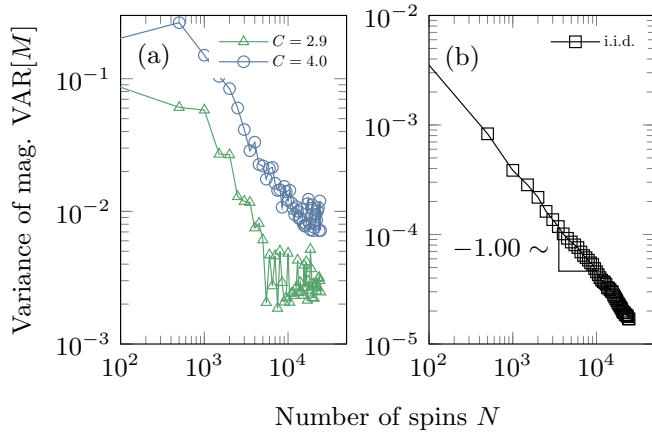 (a)
C = 2.9
C = 4.0
10^{-1}
10^{-2}
10^{-3}
10^2
10^3
10^4
Variance of mag. VAR[M]
(b)
i.i.d.
10^{-2}
10^{-3}
10^{-4}
10^{-5}
−1.00 ∼
10^2
10^3
10^4
Number of spins N